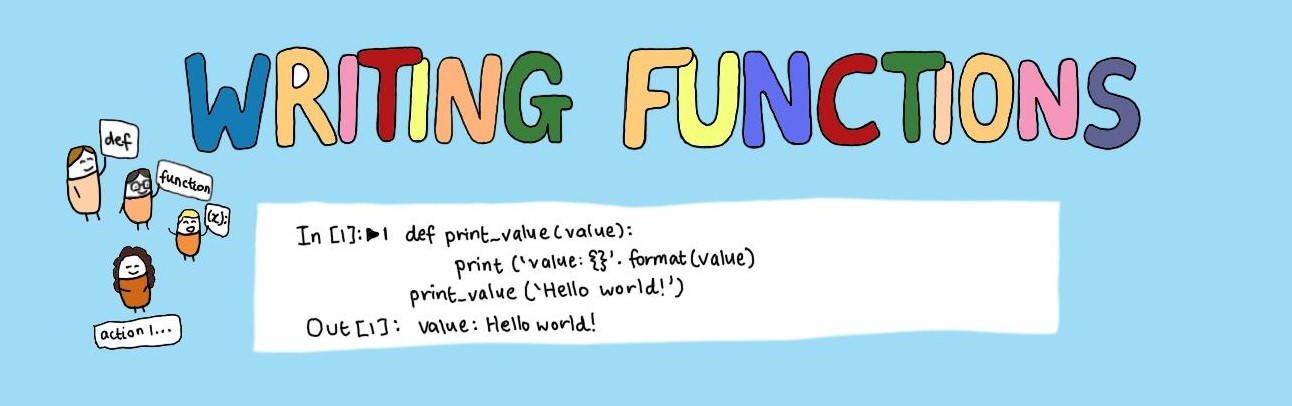 WRITING FUNCTIONS
def
function
(x):
action 1...
In [1]:▶1 def print_value(value):
print ('value: {}'. format(value)
print_value ('Hello world!')
Out[1]: value: Hello world!